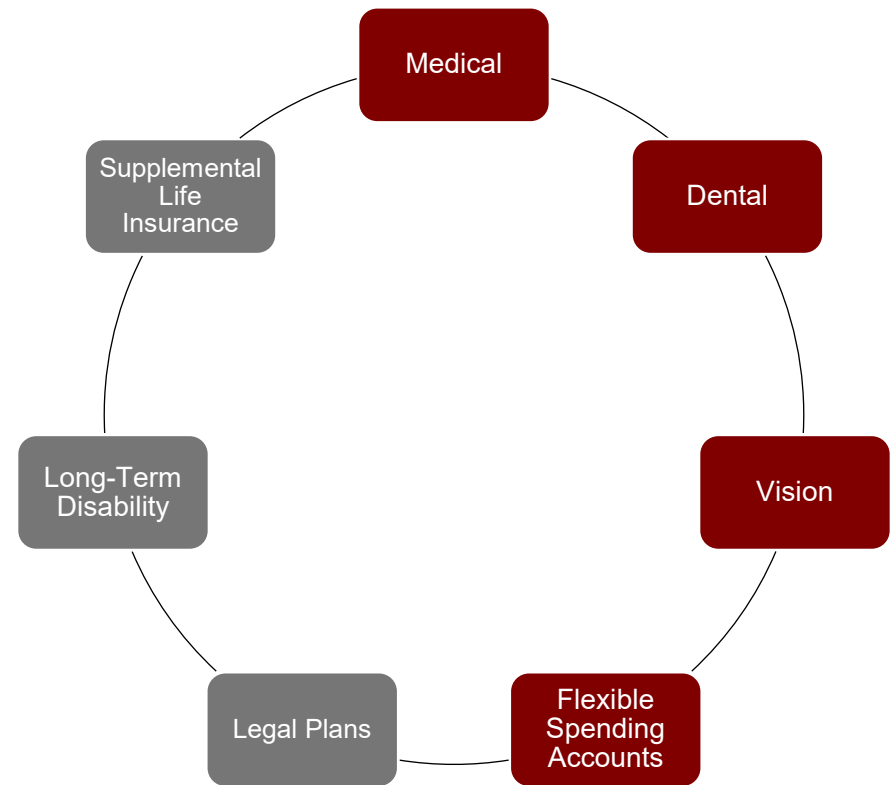 Medical
Dental
Vision
Flexible
Spending
Accounts
Legal Plans
Long-Term
Disability
Supplemental
Life
Insurance